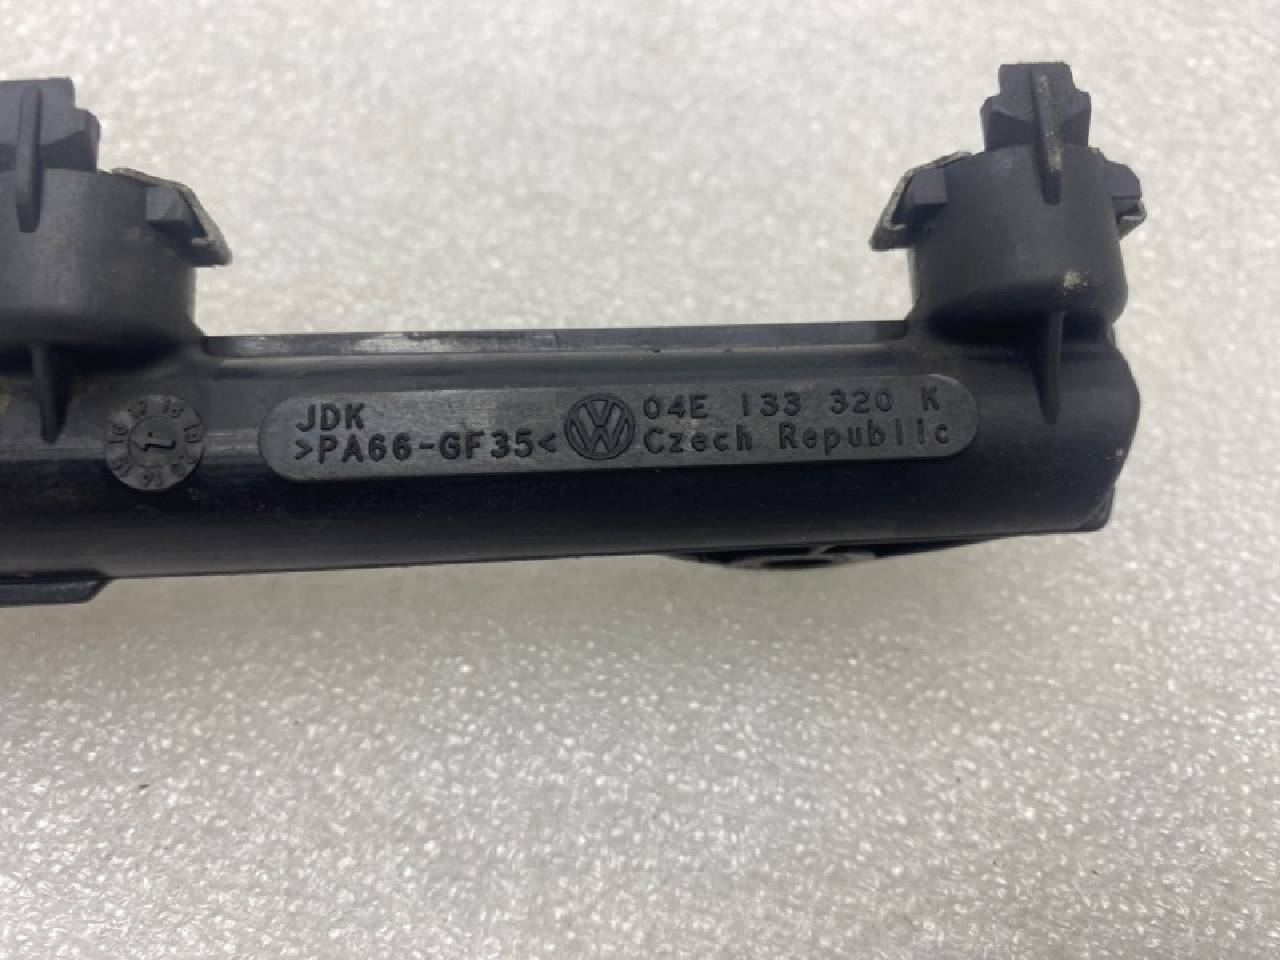 JDK
>PA66-GF35<
04E 133 320 K
Czech Republic